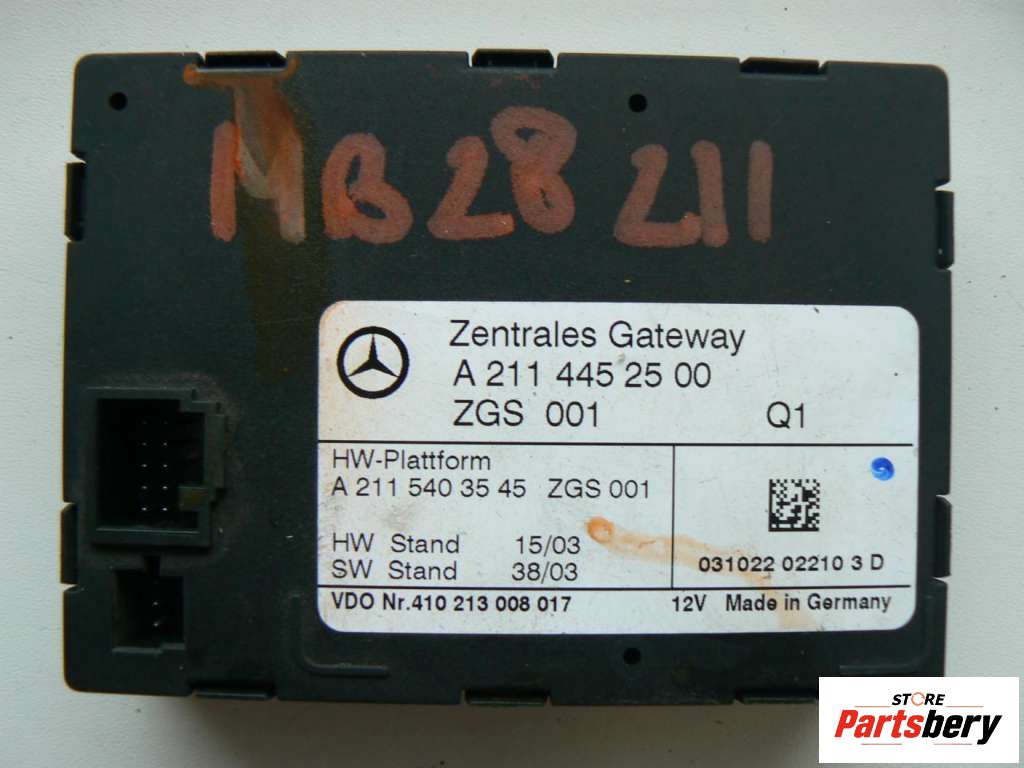 MB28 211
Zentrales Gateway
A 211 445 25 00
ZGS 001 Q1
HW-Plattform
A 211 540 35 45 ZGS 001
HW Stand 15/03
SW Stand 38/03
031022 02210 3 D
VDO Nr.410 213 008 017 12V Made in Germany
STORE
Partsbery